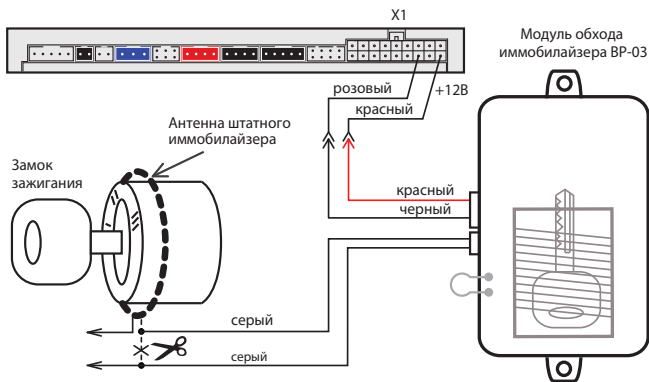 X1
Модуль обхода
иммобилайзера BP-03
розовый
+12В
красный
Антенна штатного
иммобилайзера
Замок
зажигания
красный
черный
серый
серый